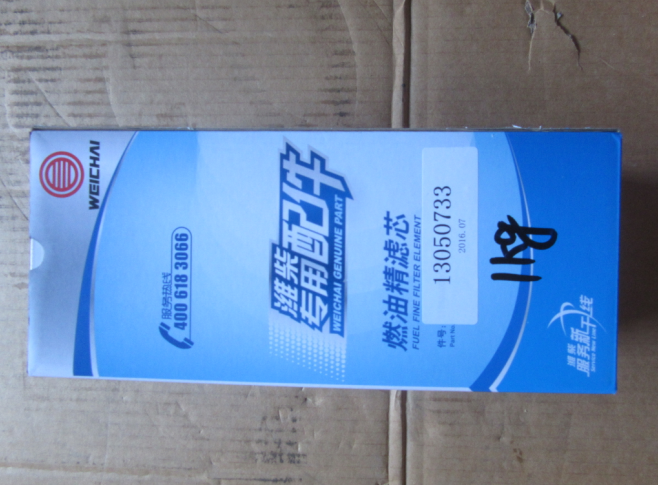 WEICHAI
服务热线
400 618 3066
潍柴
专用配件
WEICHAI GENUINE PART
燃油精滤芯
FUEL FINE FILTER ELEMENT
件号:
Part No.
13050733
2016.07
1kg
潍柴
服务新干线